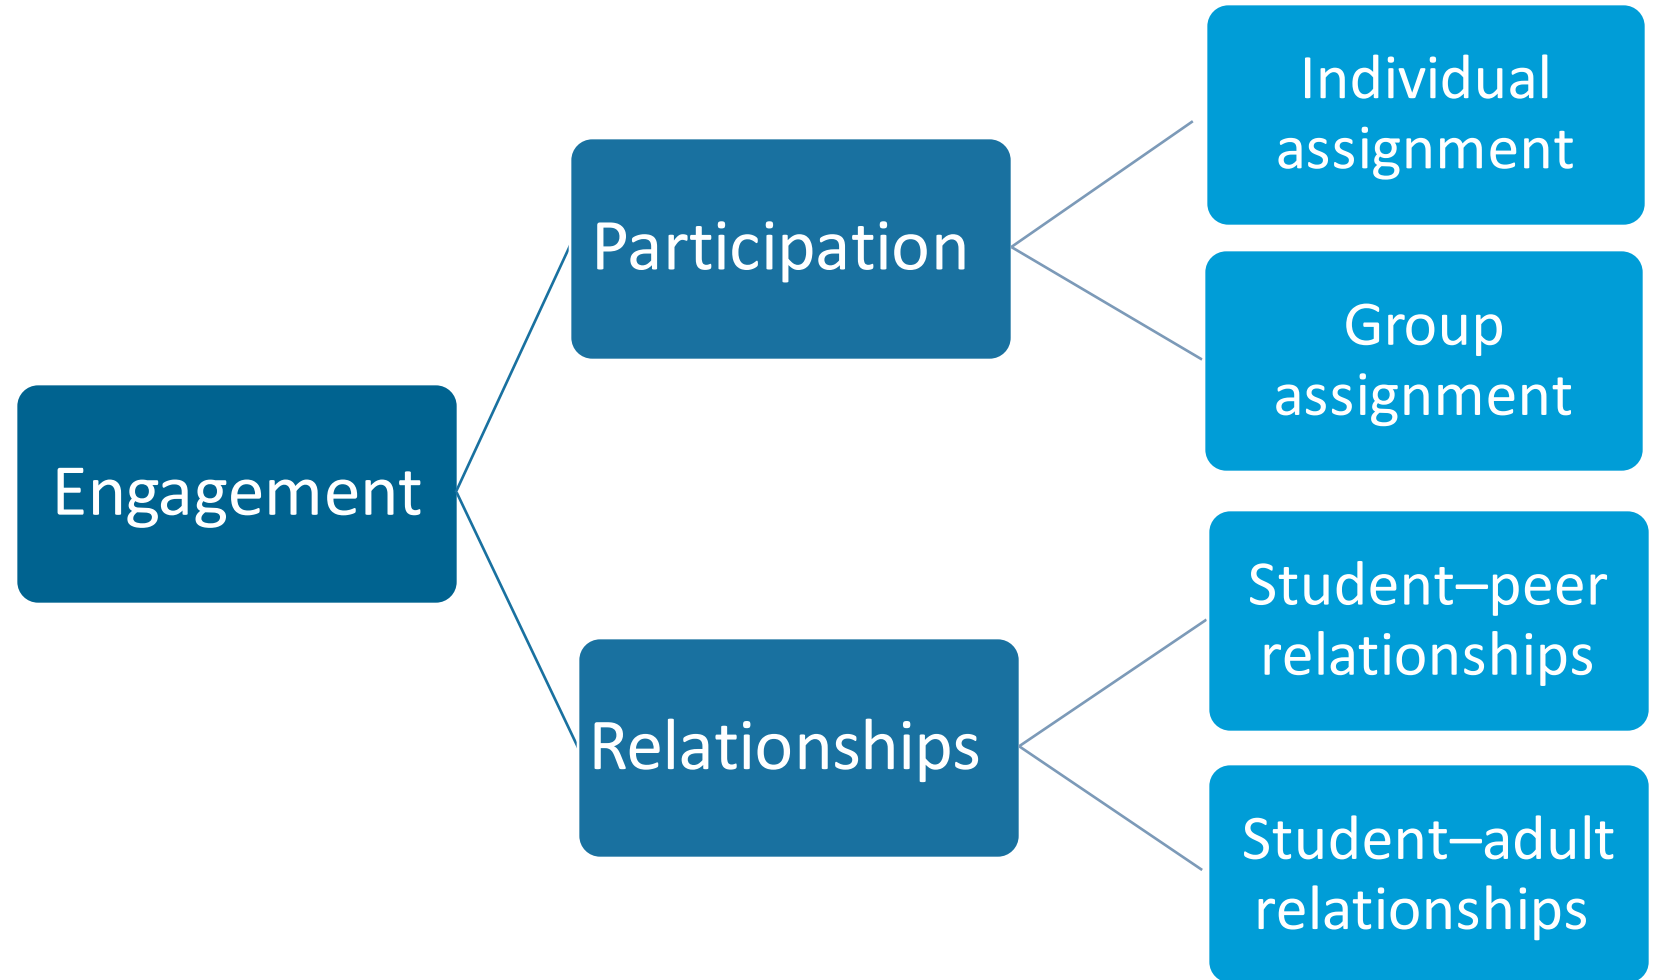 Engagement
Participation
Individual
assignment
Group
assignment
Relationships
Student–peer
relationships
Student–adult
relationships